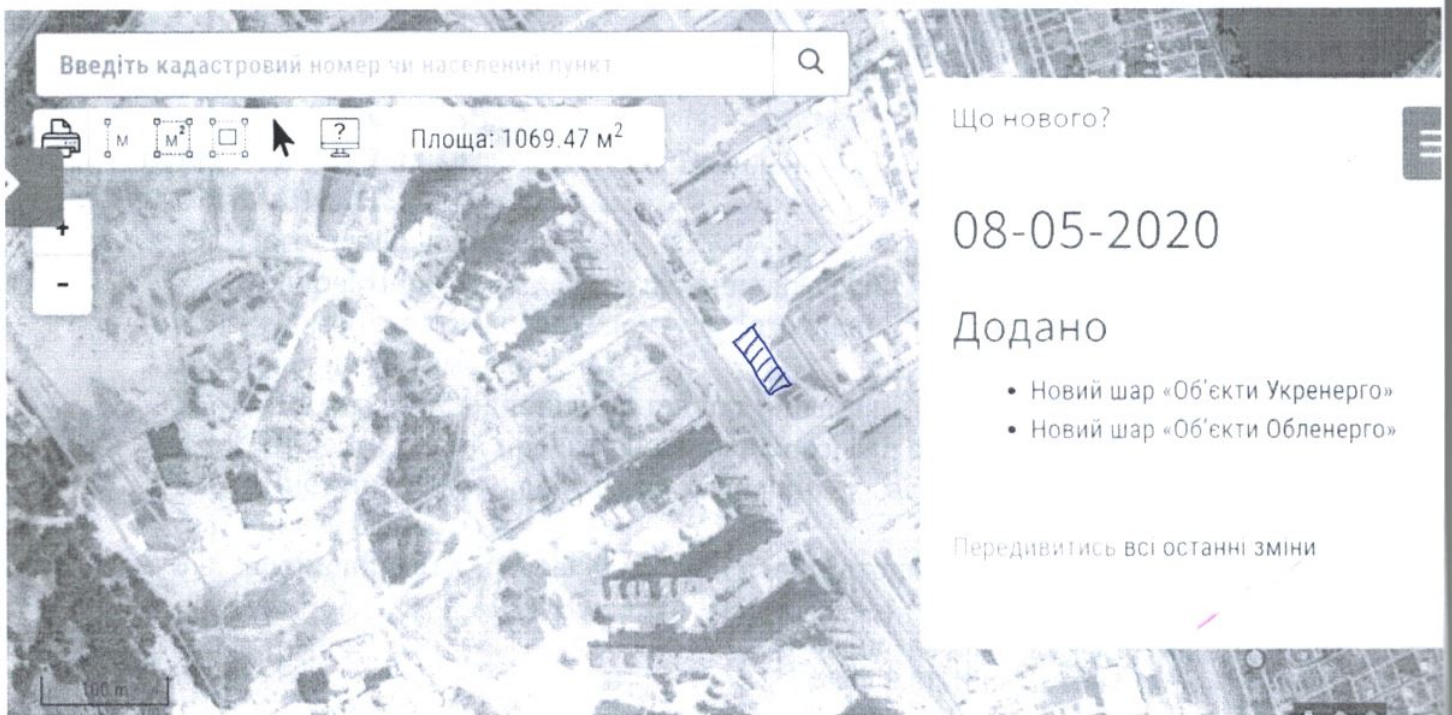 Введіть кадастровий номер чи населений пункт
м м² ? Площа: 1069.47 м²
+
-
100 m
Що нового?
08-05-2020
Додано
• Новий шар «Об'єкти Укренерго»
• Новий шар «Об'єкти Обленерго»
Передивитись всі останні зміни